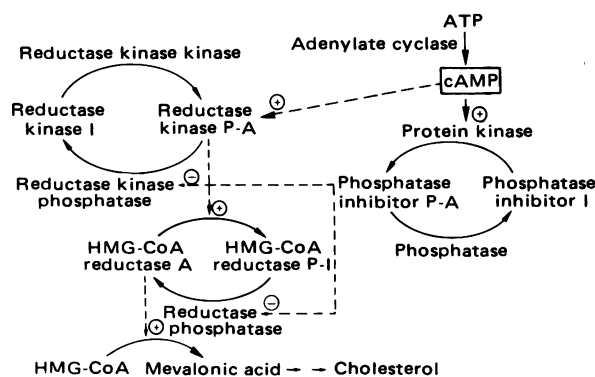 ATP
Adenylate cyclase
cAMP
⊕
Protein kinase
Phosphatase
inhibitor P-A
Phosphatase
inhibitor I
Phosphatase
Reductase kinase kinase
Reductase
kinase I
Reductase
kinase P-A
⊕
Reductase kinase
phosphatase
⊖
⊕
HMG-CoA
reductase A
HMG-CoA
reductase P-I
Reductase
phosphatase
⊖
⊕
HMG-CoA Mevalonic acid → → Cholesterol